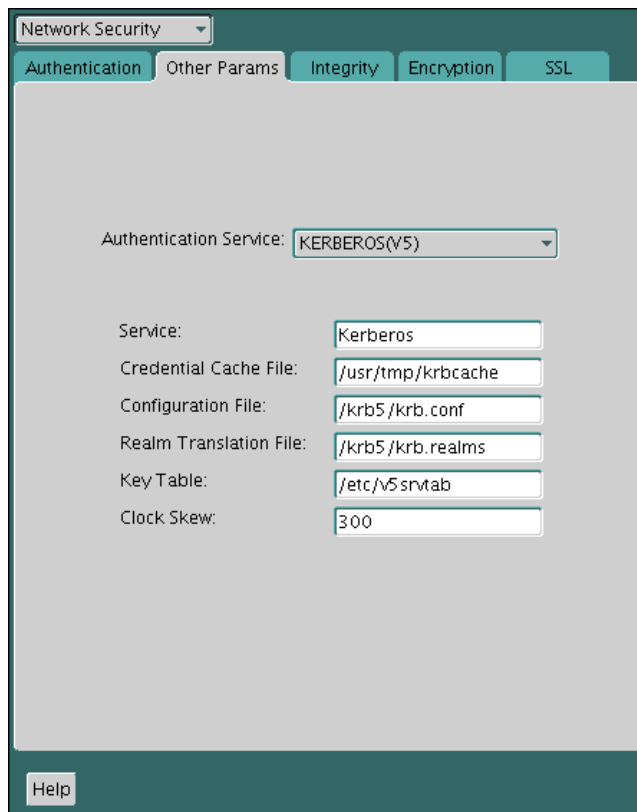 Network Security
Authentication Other Params Integrity Encryption SSL
Authentication Service: KERBEROS(V5)
Service: Kerberos
Credential Cache File: /usr/tmp/krbcache
Configuration File: /krb5/krb.conf
Realm Translation File: /krb5/krb.realms
Key Table: /etc/v5srvtab
Clock Skew: 300
Help